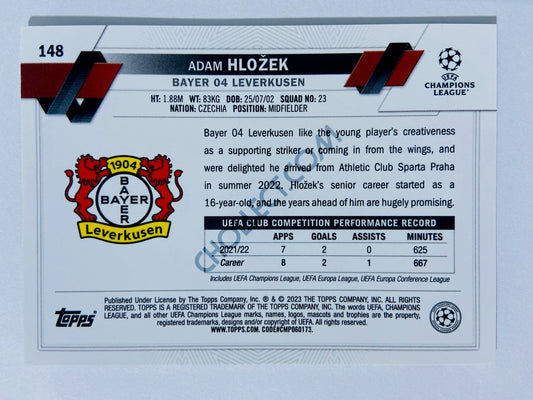 148
ADAM HLOŽEK
BAYER 04 LEVERKUSEN
UEFA
CHAMPIONS
LEAGUE
HT: 1.88M WT: 83KG DOB: 25/07/02 SQUAD NO: 23
NATION: CZECHIA POSITION: MIDFIELDER
Bayer 04 Leverkusen like the young player's creativeness
as a supporting striker or coming in from the wings, and
were delighted he arrived from Athletic Club Sparta Praha
in summer 2022. Hložek's senior career started as a
16-year-old, and the years ahead of him are hugely promising.
1904
BAYER
BAYER
Leverkusen
UEFA CLUB COMPETITION PERFORMANCE RECORD
APPS GOALS ASSISTS MINUTES
2021/22 7 2 0 625
Career 8 2 1 667
Includes UEFA Champions League, UEFA Europa League, UEFA Europa Conference League
CHOLLETCOM
Topps
Published Under License by The Topps Company, Inc. ® & © 2023 THE TOPPS COMPANY, INC. ALL RIGHTS
RESERVED. TOPPS IS A REGISTERED TRADEMARK OF THE TOPPS COMPANY, INC. The UEFA words, the CHAMPIONS
LEAGUE, and all other UEFA Champions League marks, names, logos, mascots and trophies are the property,
registered trademarks, designs and/or copyright of UEFA. All rights reserved.
WWW.TOPPS.COM. CODE#CMP060173.